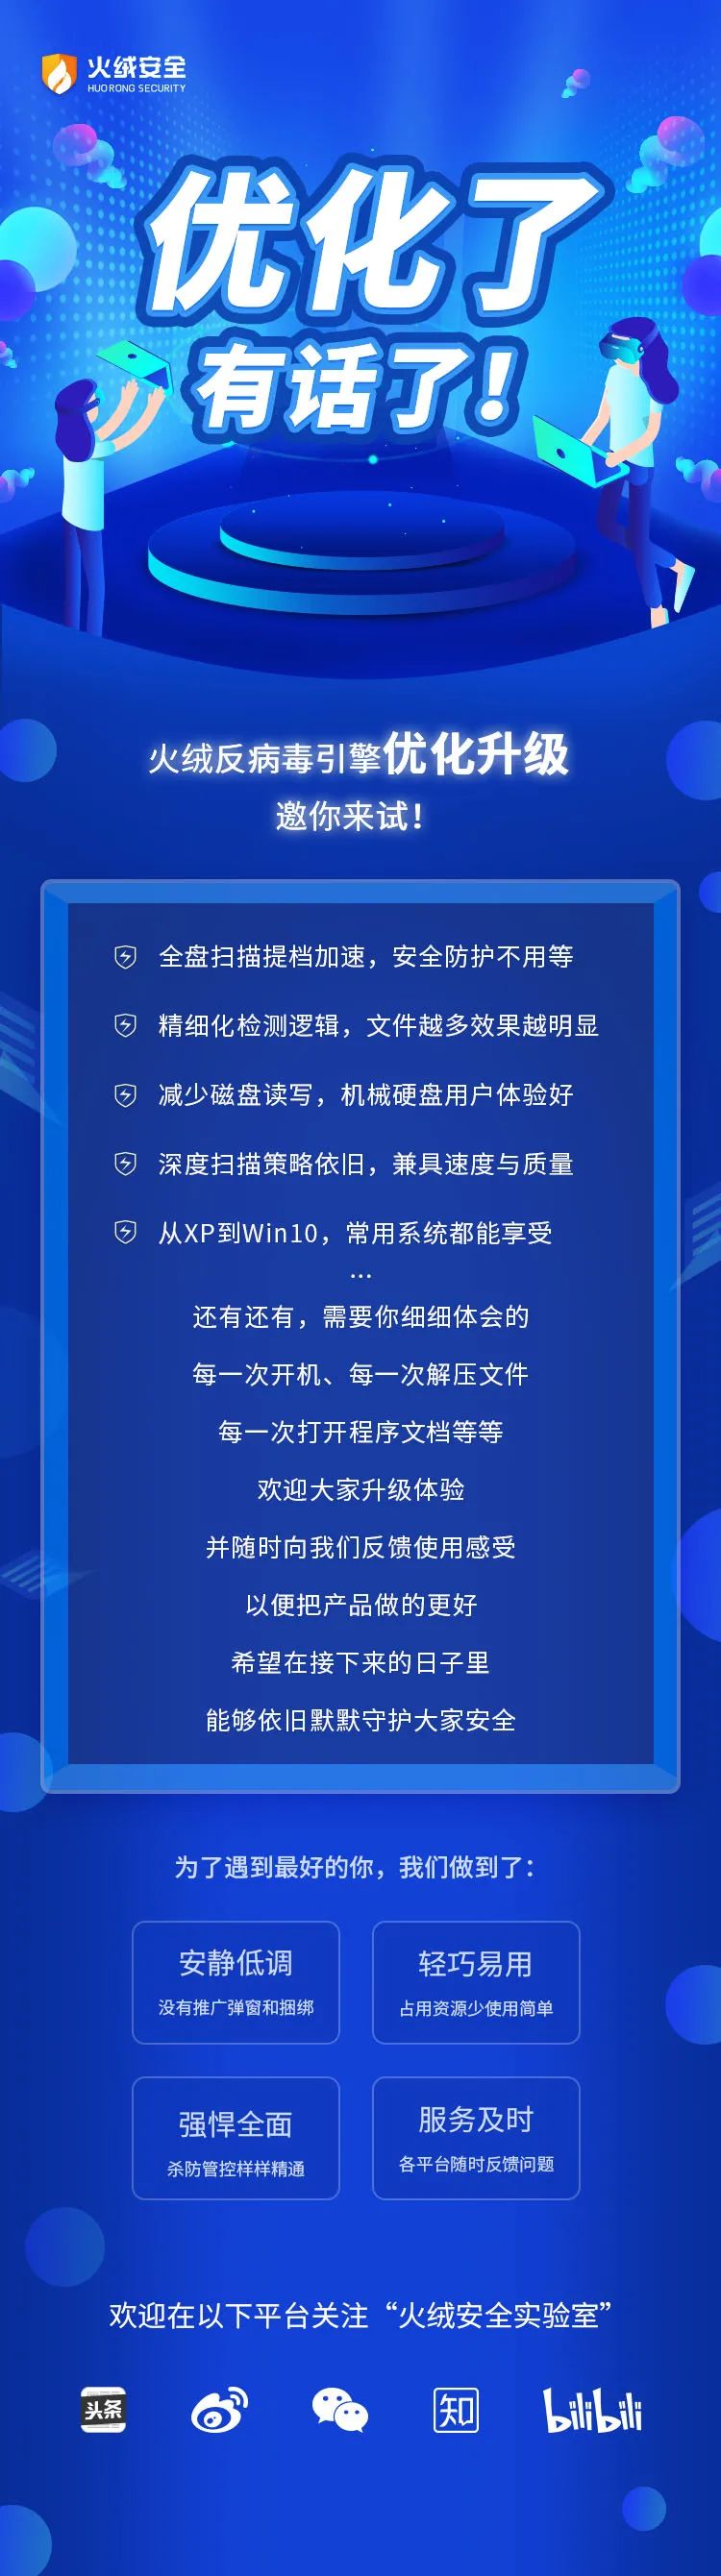 火绒安全
HUORONG SECURITY
优化了
有话了！
火绒反病毒引擎优化升级
邀你来试！
全盘扫描提档加速，安全防护不用等
精细化检测逻辑，文件越多效果越明显
减少磁盘读写，机械硬盘用户体验好
深度扫描策略依旧，兼具速度与质量
从XP到Win10，常用系统都能享受
...
还有还有，需要你细细体会的
每一次开机、每一次解压文件
每一次打开程序文档等等
欢迎大家升级体验
并随时向我们反馈使用感受
以便把产品做的更好
希望在接下来的日子里
能够依旧默默守护大家安全
为了遇到最好的你，我们做到了：
安静低调
没有推广弹窗和捆绑
轻巧易用
占用资源少使用简单
强悍全面
杀防管控样样精通
服务及时
各平台随时反馈问题
欢迎在以下平台关注“火绒安全实验室”
头条
知
bilibili